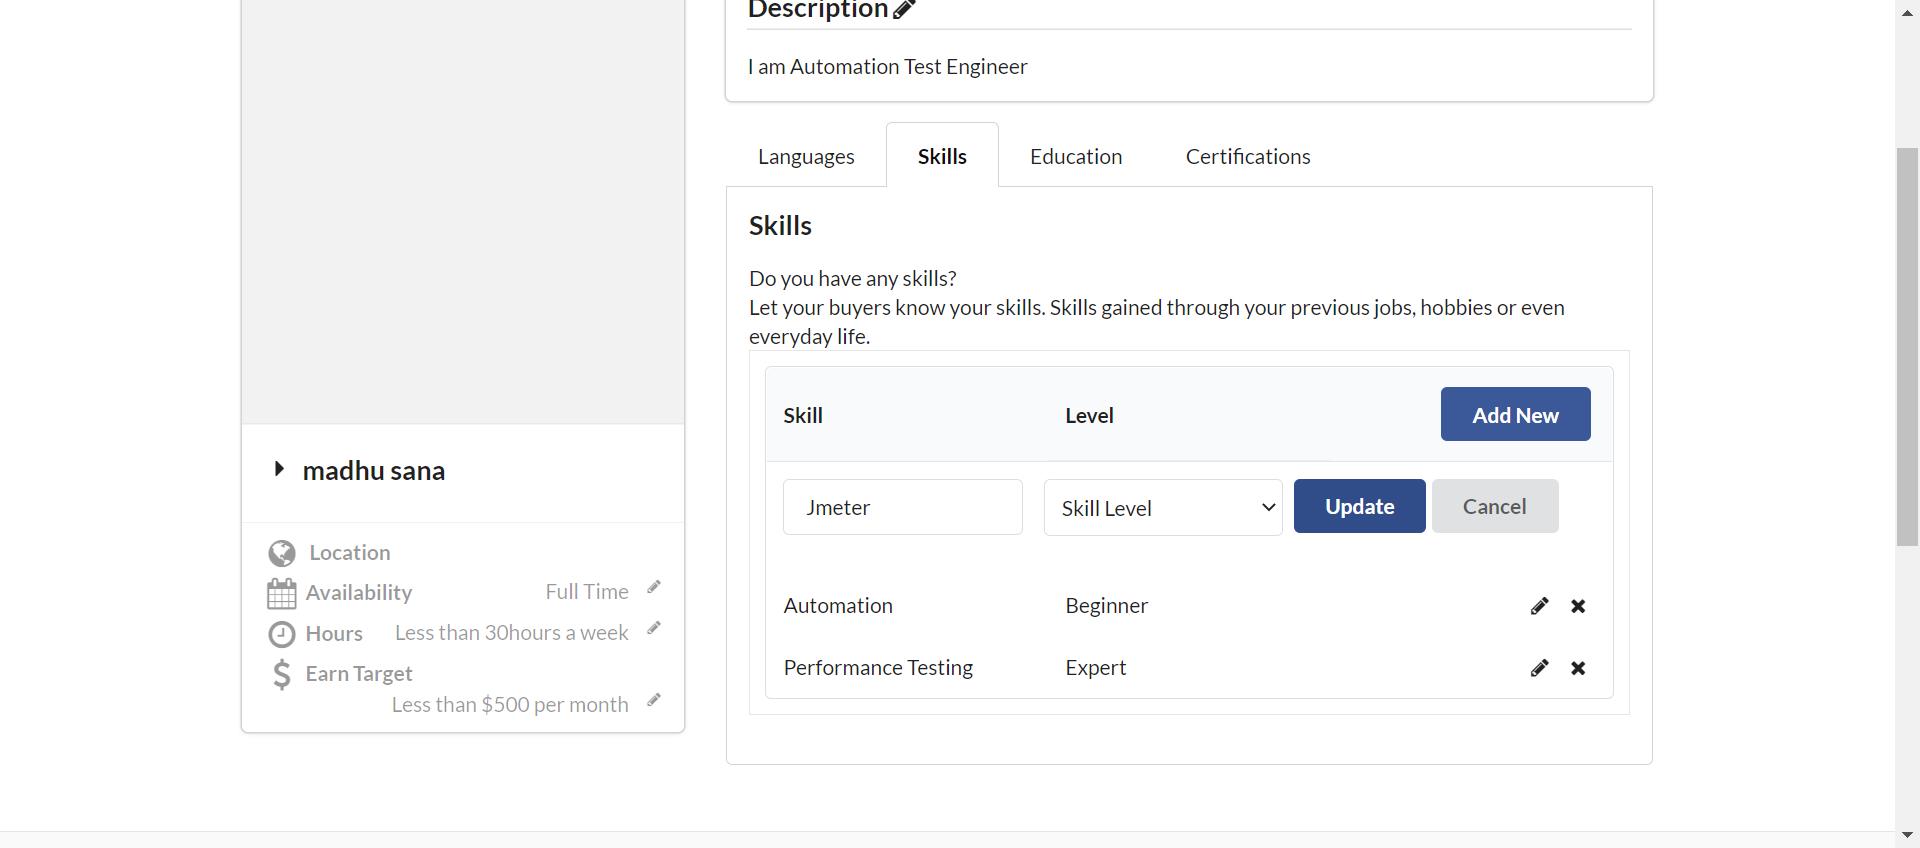 Description
I am Automation Test Engineer
Languages
Skills
Education
Certifications
Skills
Do you have any skills?
Let your buyers know your skills. Skills gained through your previous jobs, hobbies or even
everyday life.
Skill Level Add New
Jmeter Skill Level Update Cancel
Automation Beginner
Performance Testing Expert
madhu sana
Location
Availability Full Time
Hours Less than 30hours a week
Earn Target
Less than $500 per month